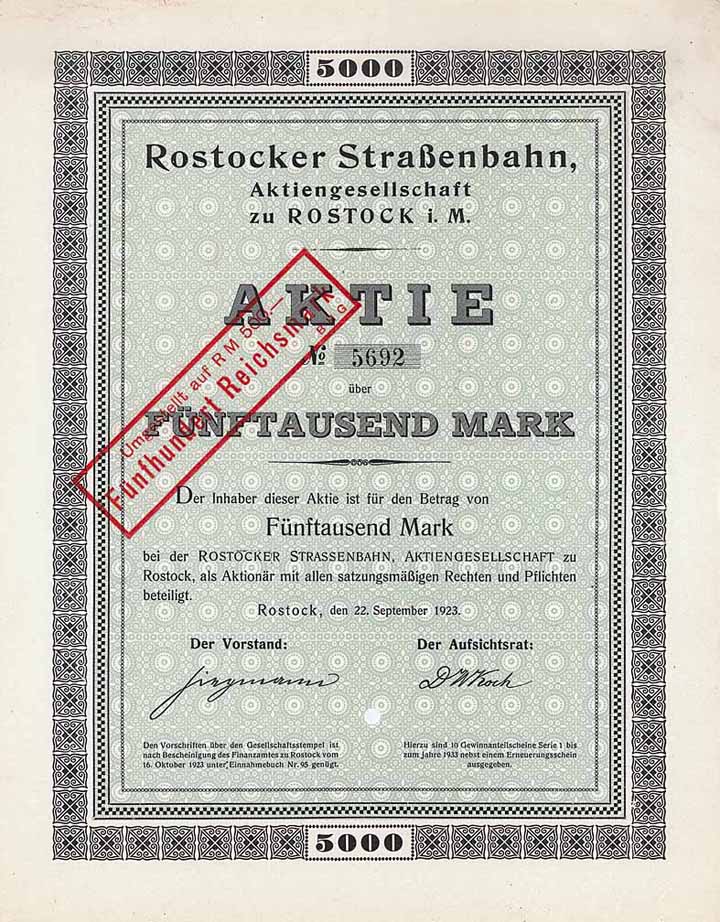 5000
Rostocker Straßenbahn,
Aktiengesellschaft
zu ROSTOCK i. M.
AKTIE
№ 5692
über
FÜNFTAUSEND MARK
Umgestellt auf RM 500.—
Fünfhundert Reichsmark
Der Inhaber dieser Aktie ist für den Betrag von
Fünftausend Mark
bei der ROSTOCKER STRASSENBAHN, AKTIENGESELLSCHAFT zu
Rostock, als Aktionär mit allen satzungsmäßigen Rechten und Pflichten
beteiligt.
Rostock, den 22. September 1923.
Der Vorstand:
Der Aufsichtsrat:
D W Koch
Den Vorschriften über den Gesellschaftsstempel ist
nach Bescheinigung des Finanzamtes zu Rostock vom
16. Oktober 1923 unter Einnahmebuch Nr. 95 genügt.
Hierzu sind 10 Gewinnanteilscheine Serie 1 bis
zum Jahre 1933 nebst einem Erneuerungsschein
ausgegeben.
5000